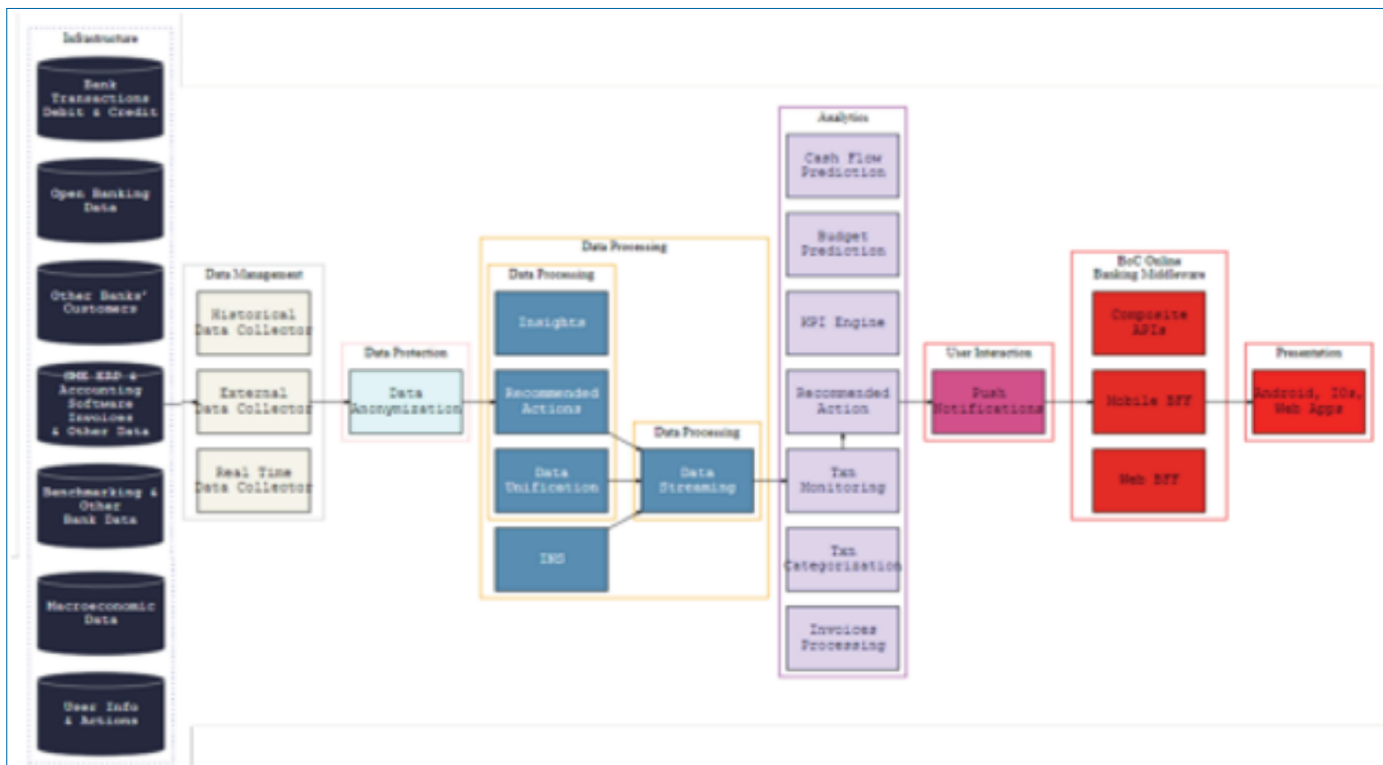 Infrastructure
Bank
Transactions
Debit & Credit
Open Banking
Data
Other Banks'
Customers
SME ERP &
Accounting
Software
Invoices
& Other Data
Benchmarking &
Other
Bank Data
Macroeconomic
Data
User Info
& Actions
Data Management
Historical
Data Collector
External
Data Collector
Real Time
Data Collector
Data Protection
Data
Anonymization
Data Processing
Data Processing
Insights
Recommended
Actions
Data
Unification
Data Processing
Data
Streaming
Analytics
Cash Flow
Prediction
Budget
Prediction
KPI Engine
Recommended
Action
Txn
Monitoring
Txn
Categorization
Invoices
Processing
User Interaction
Push
Notifications
BoC Online
Banking Middleware
Composite
APIs
Mobile BFF
Web BFF
Presentation
Android, IOs,
Web Apps